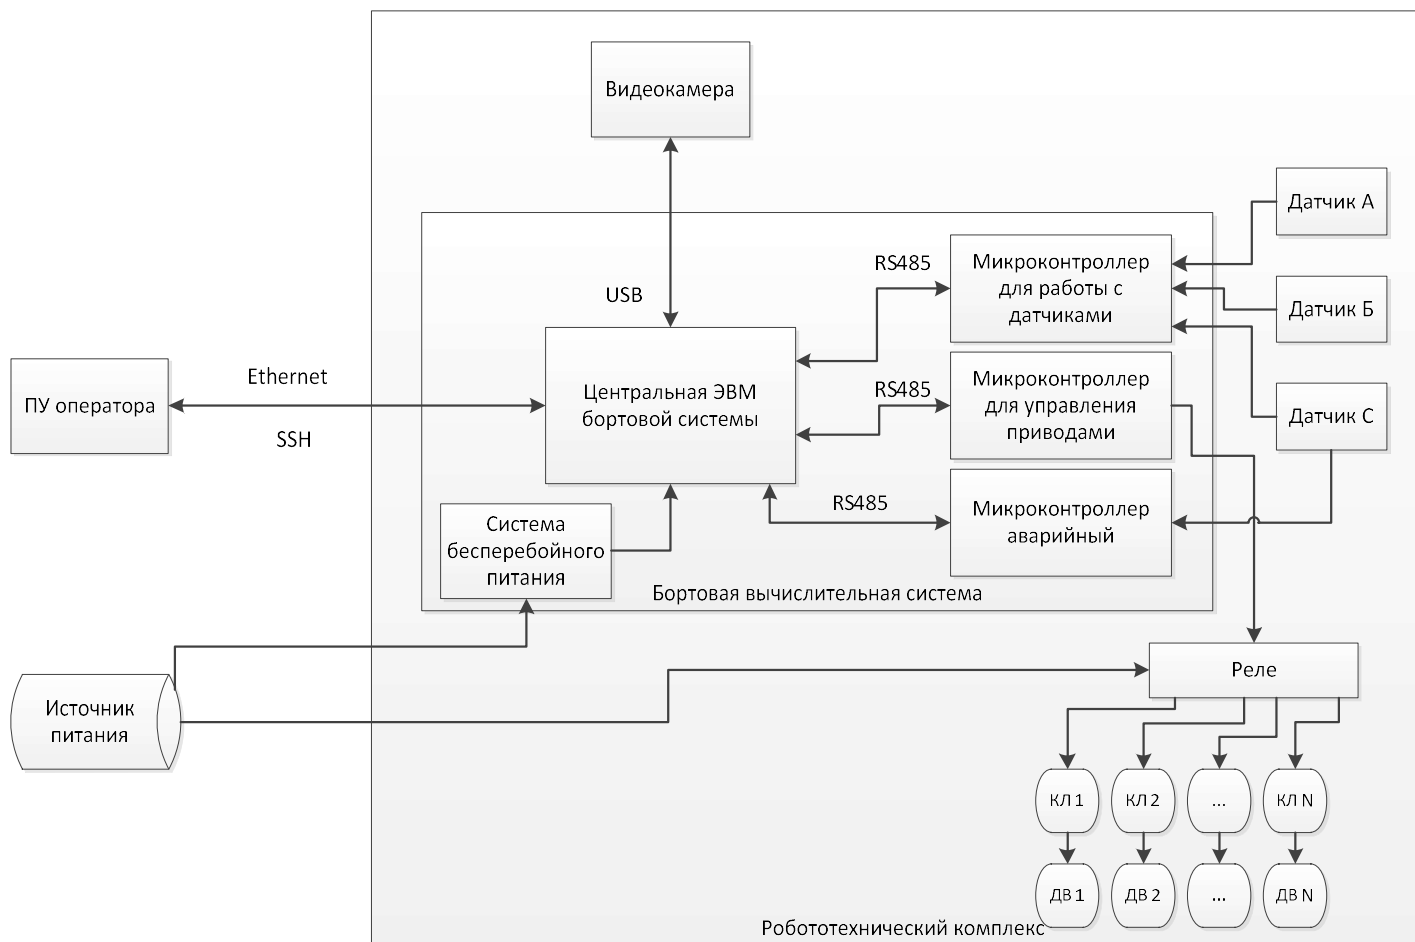 Видеокамера
Датчик А
RS485
Микроконтроллер
для работы с
датчиками
USB
Датчик Б
Ethernet
ПУ оператора
SSH
Центральная ЭВМ
бортовой системы
RS485
Микроконтроллер
для управления
приводами
Датчик С
Система
бесперебойного
питания
RS485
Микроконтроллер
аварийный
Бортовая вычислительная система
Источник
питания
Реле
КЛ 1
КЛ 2
...
КЛ N
ДВ 1
ДВ 2
...
ДВ N
Робототехнический комплекс